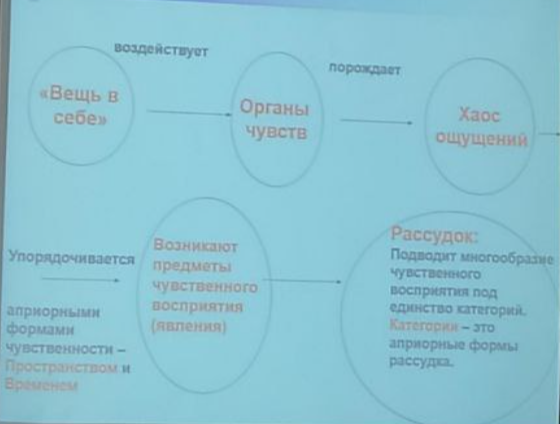 воздействует
порождает
«Вещь в
себе»
Органы
чувств
Хаос
ощущений
Упорядочивается
априорными
формами
чувственности –
Пространством и
Временем
Возникают
предметы
чувственного
восприятия
(явления)
Рассудок:
Подводит многообразие
чувственного
восприятия под
единство категорий.
Категории – это
априорные формы
рассудка.